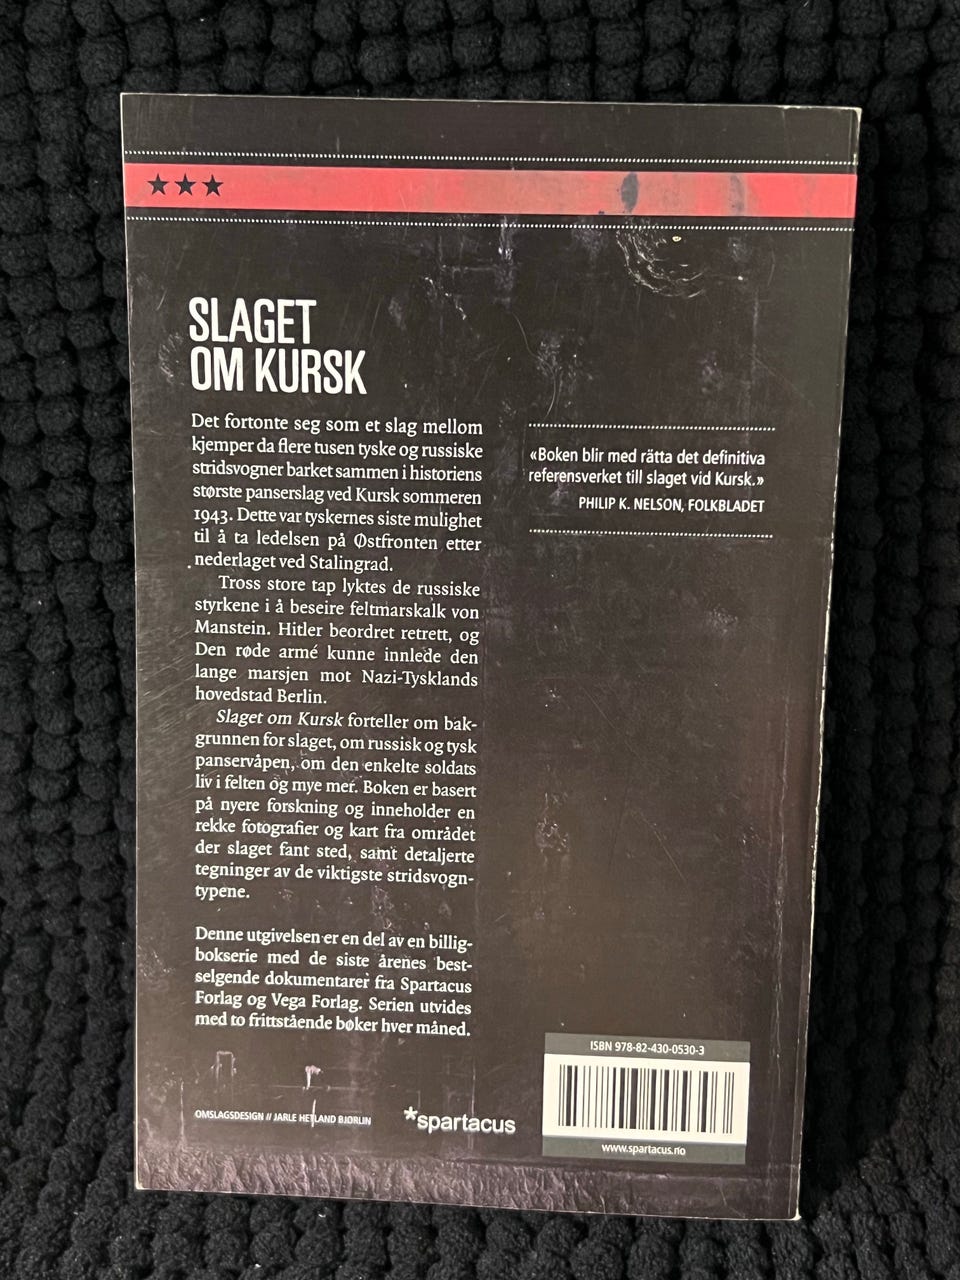 SLAGET
OM KURSK
Det fortonte seg som et slag mellom
kjemper da flere tusen tyske og russiske
stridsvogner barket sammen i historiens
største panserslag ved Kursk sommeren
1943. Dette var tyskernes siste mulighet
til å ta ledelsen på Østfronten etter
nederlaget ved Stalingrad.
Tross store tap lyktes de russiske
styrkene i å beseire feltmarskalk von
Manstein. Hitler beordret retrett, og
Den røde armé kunne innlede den
lange marsjen mot Nazi-Tysklands
hovedstad Berlin.
Slaget om Kursk forteller om bak-
grunnen for slaget, om russisk og tysk
panservåpen, om den enkelte soldats
liv i felten og mye mer. Boken er basert
på nyere forskning og inneholder en
rekke fotografier og kart fra området
der slaget fant sted, samt detaljerte
tegninger av de viktigste stridsvogn-
typene.
Denne utgivelsen er en del av en billig-
bokserie med de siste årenes best-
selgende dokumentarer fra Spartacus
Forlag og Vega Forlag. Serien utvides
med to frittstående bøker hver måned.
«Boken blir med rätta det definitiva
referensverket till slaget vid Kursk.»
PHILIP K. NELSON, FOLKBLADET
OMSLAGSDESIGN // JARLE HETLAND BJØRLIN
*spartacus
ISBN 978-82-430-0530-3
www.spartacus.no